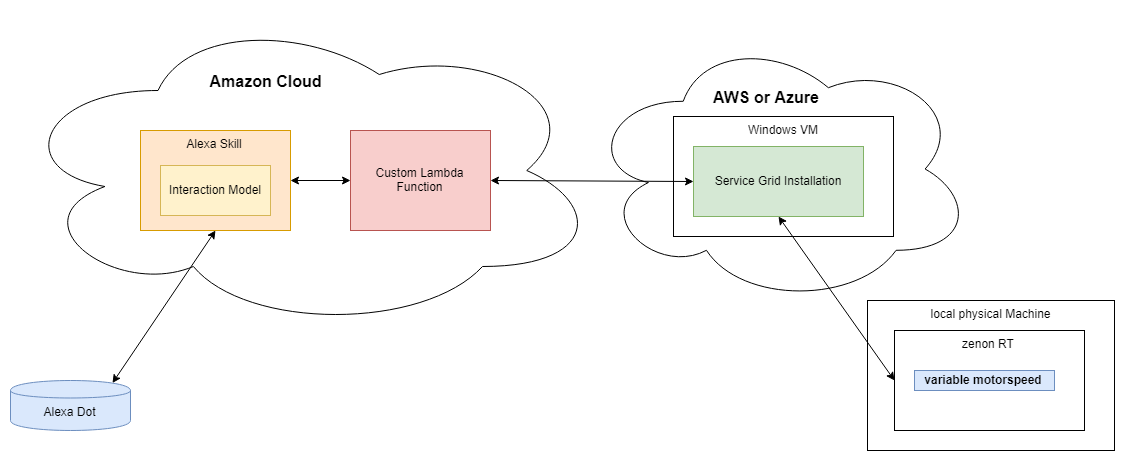 Amazon Cloud
Alexa Skill
Interaction Model
Custom Lambda
Function
AWS or Azure
Windows VM
Service Grid Installation
local physical Machine
zenon RT
variable motorspeed
Alexa Dot